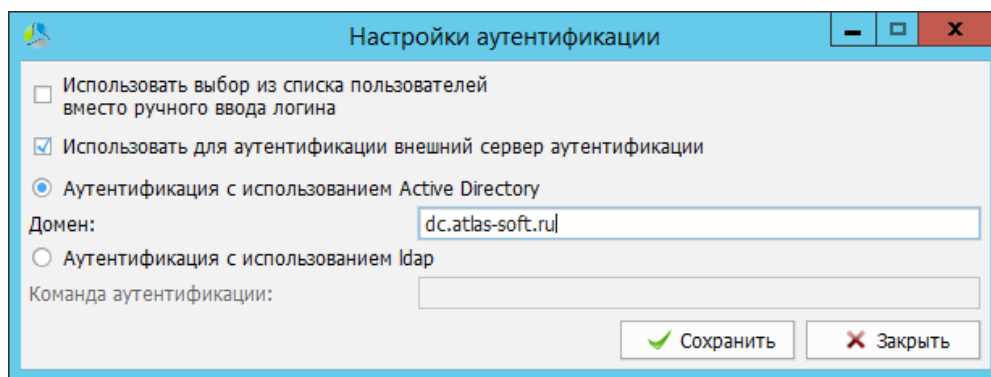 Настройки аутентификации
Использовать выбор из списка пользователей
вместо ручного ввода логина
Использовать для аутентификации внешний сервер аутентификации
Аутентификация с использованием Active Directory
Домен: dc.atlas-soft.ru
Аутентификация с использованием ldap
Команда аутентификации:
Сохранить Закрыть